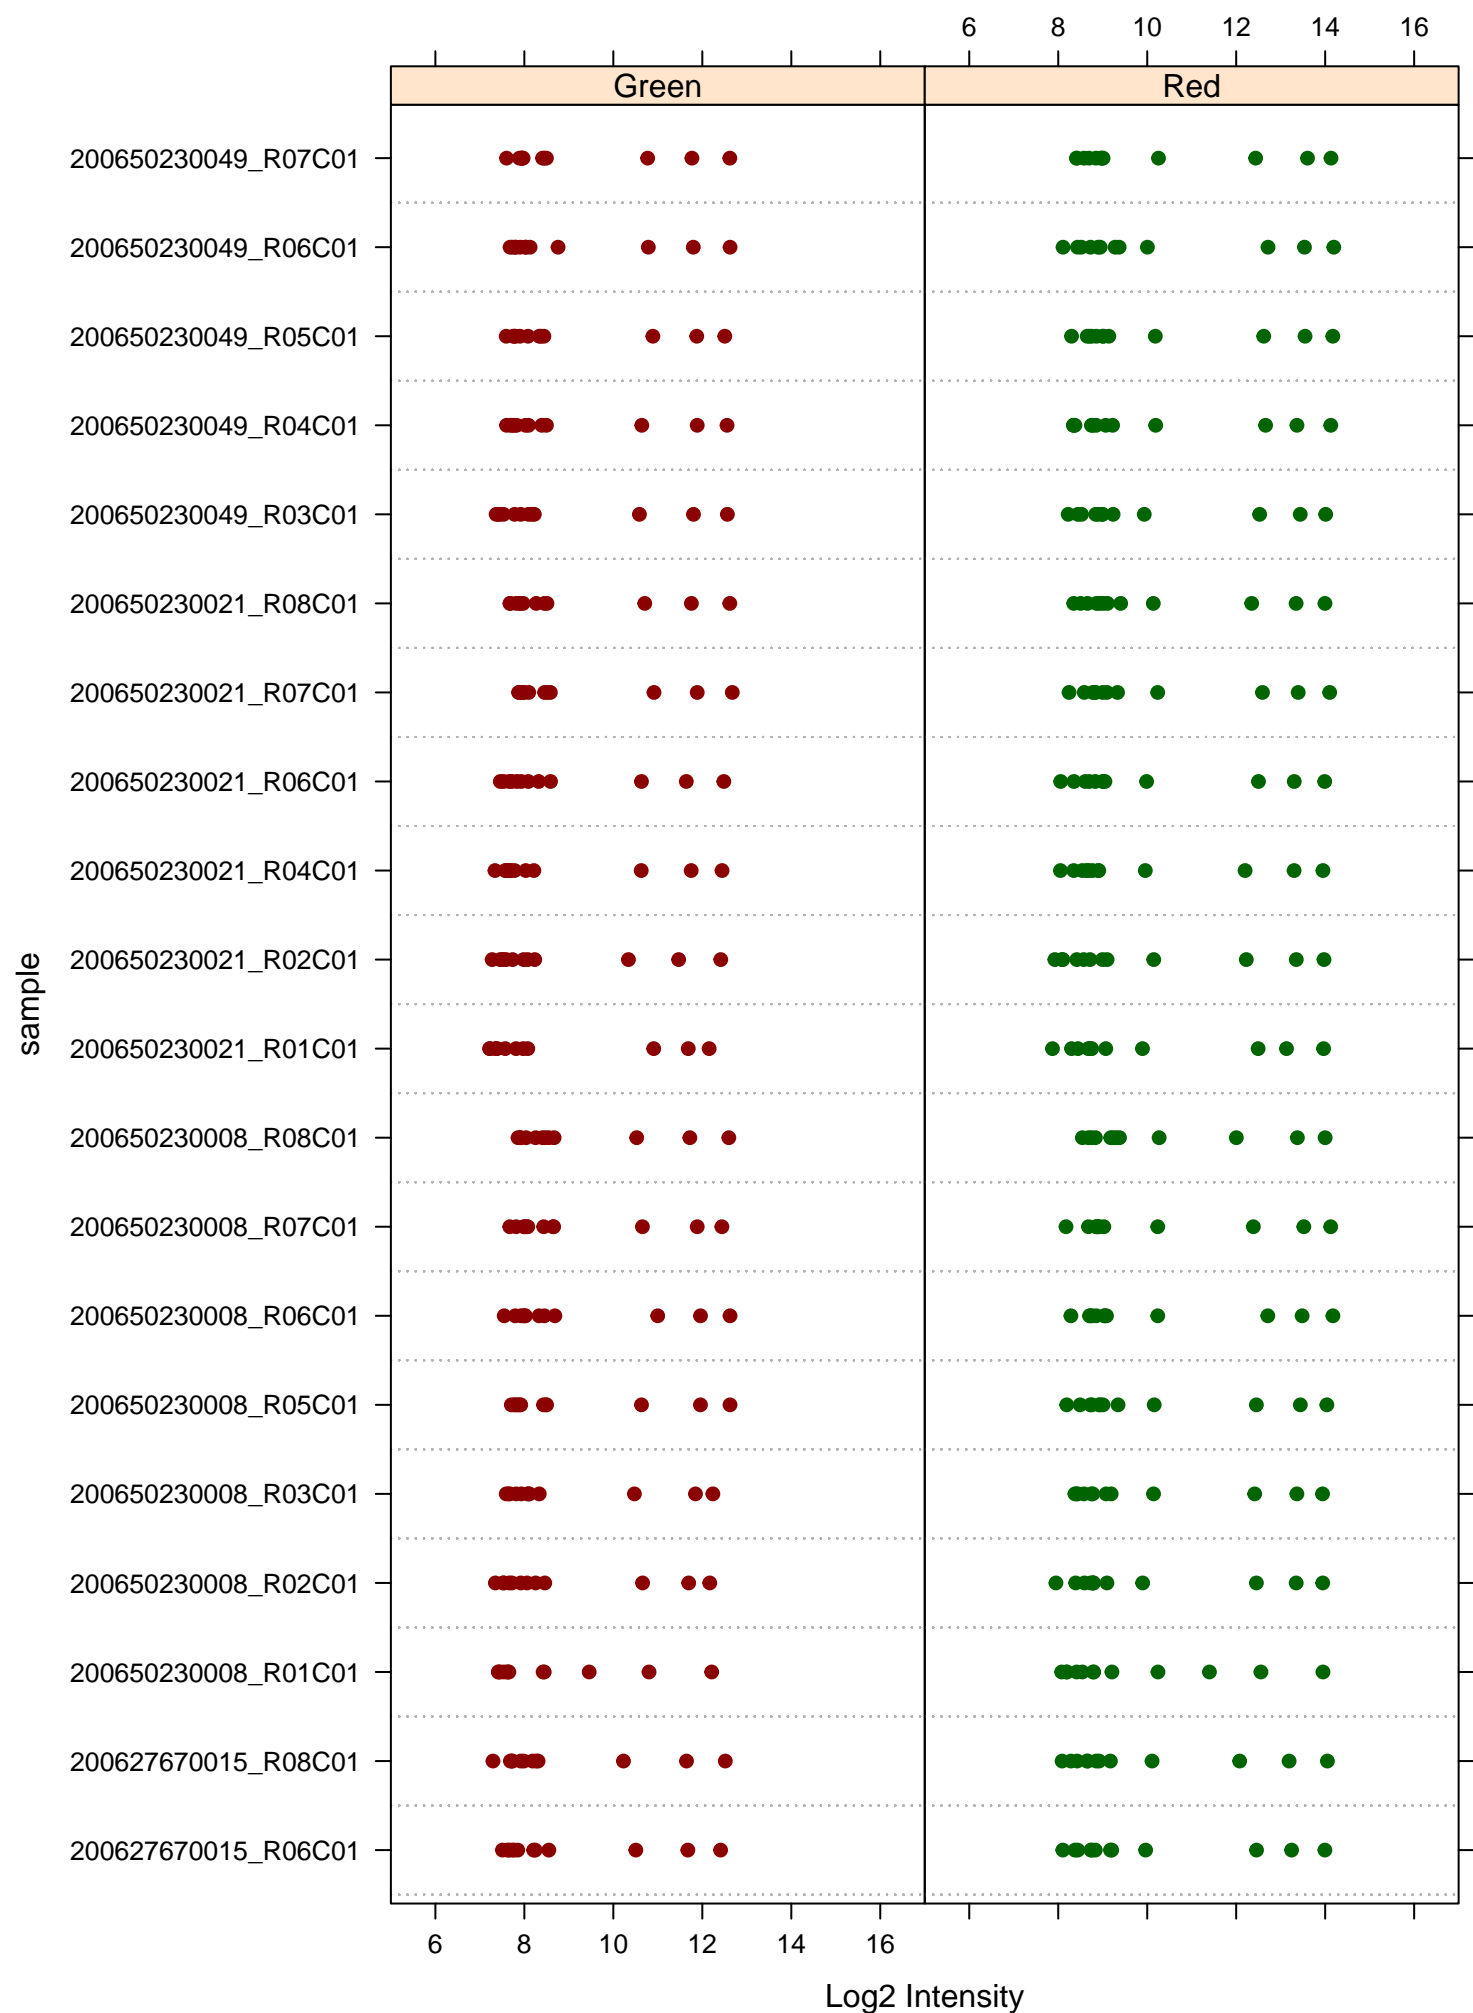 6 8 10 12 14 16
Green Red
200650230049_R07C01
200650230049_R06C01
200650230049_R05C01
200650230049_R04C01
200650230049_R03C01
200650230021_R08C01
200650230021_R07C01
200650230021_R06C01
200650230021_R04C01
200650230021_R02C01
sample
200650230021_R01C01
200650230008_R08C01
200650230008_R07C01
200650230008_R06C01
200650230008_R05C01
200650230008_R03C01
200650230008_R02C01
200650230008_R01C01
200627670015_R08C01
200627670015_R06C01
6 8 10 12 14 16
Log2 Intensity